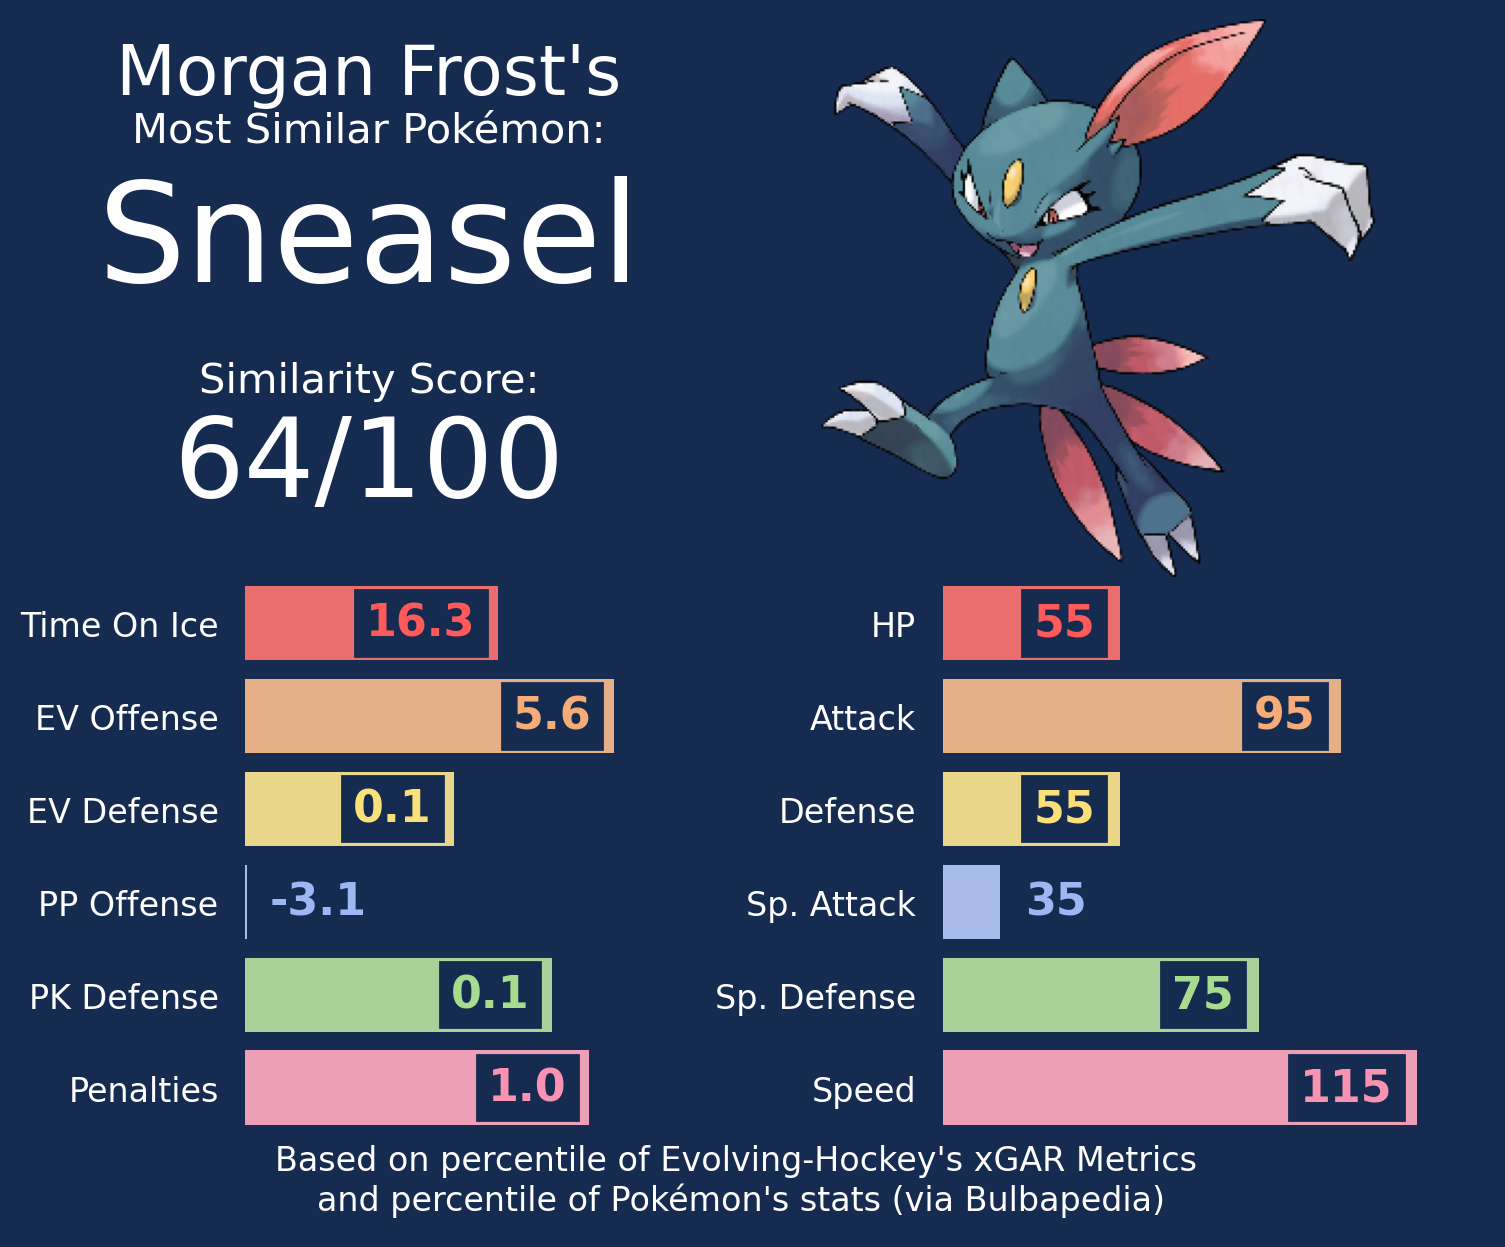 Morgan Frost's
Most Similar Pokémon:
Sneasel
Similarity Score:
64/100
Time On Ice 16.3
EV Offense 5.6
EV Defense 0.1
PP Offense -3.1
PK Defense 0.1
Penalties 1.0
HP 55
Attack 95
Defense 55
Sp. Attack 35
Sp. Defense 75
Speed 115
Based on percentile of Evolving-Hockey's xGAR Metrics
and percentile of Pokémon's stats (via Bulbapedia)